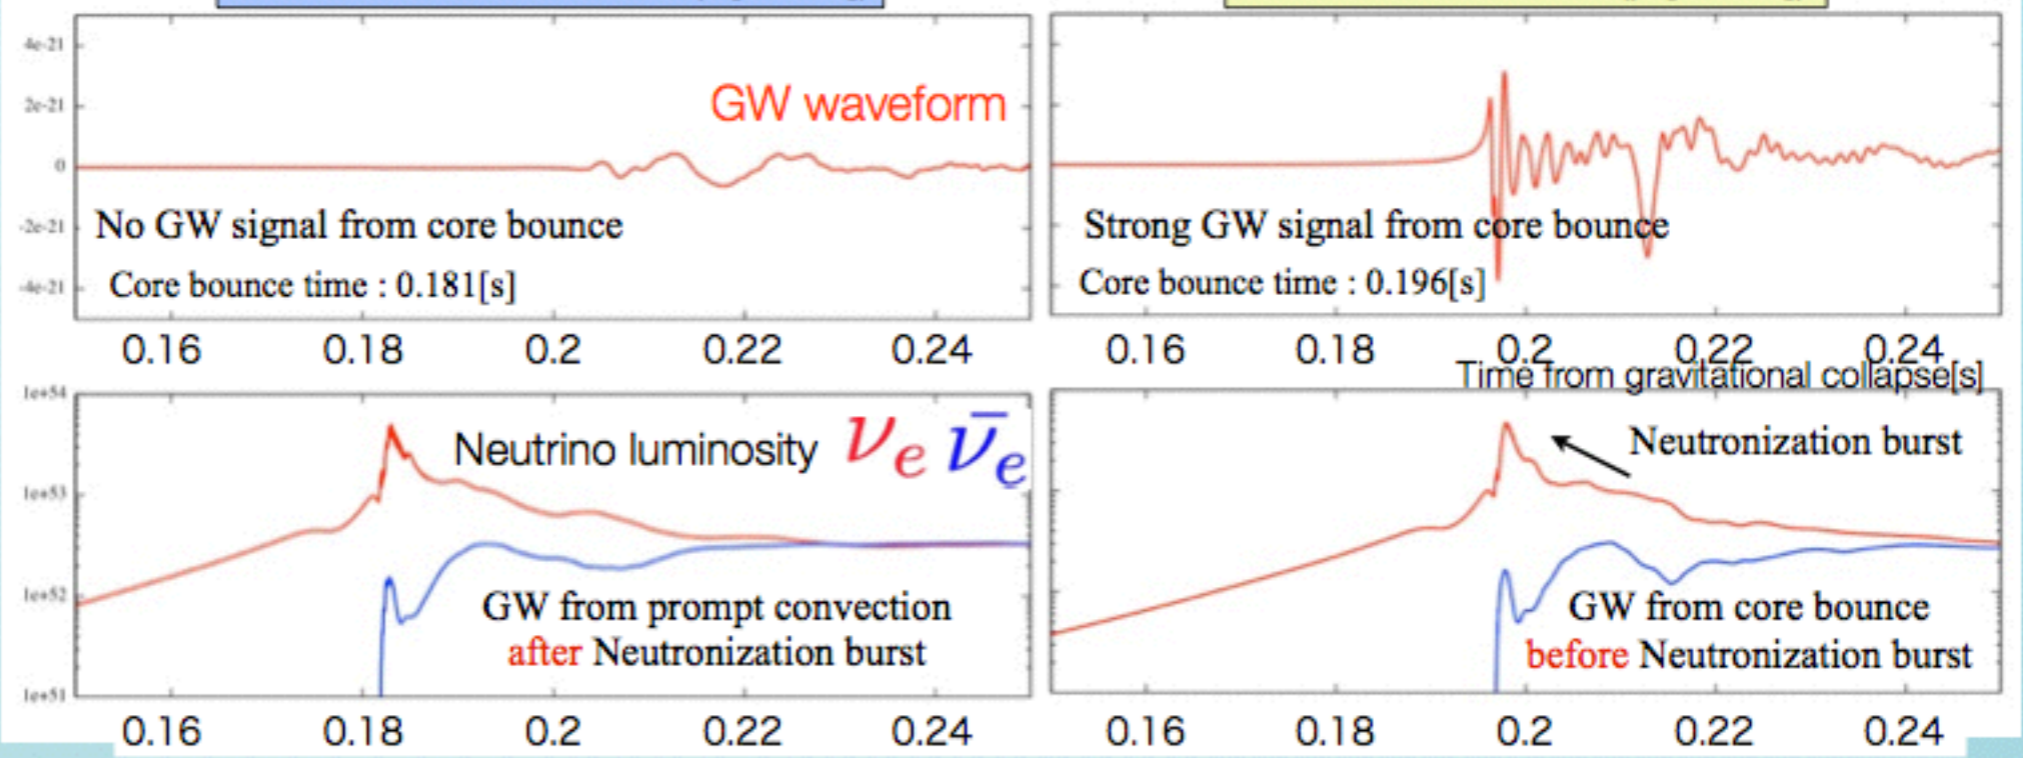 4e-21
2e-21
0
-2e-21
-4e-21
GW waveform
No GW signal from core bounce
Core bounce time : 0.181[s]
0.16 0.18 0.2 0.22 0.24
Strong GW signal from core bounce
Core bounce time : 0.196[s]
0.16 0.18 0.2 0.22 0.24
Time from gravitational collapse[s]
1e+54
1e+53
1e+52
1e+51
Neutrino luminosity νe ν̄e
GW from prompt convection
after Neutronization burst
0.16 0.18 0.2 0.22 0.24
Neutronization burst
GW from core bounce
before Neutronization burst
0.16 0.18 0.2 0.22 0.24